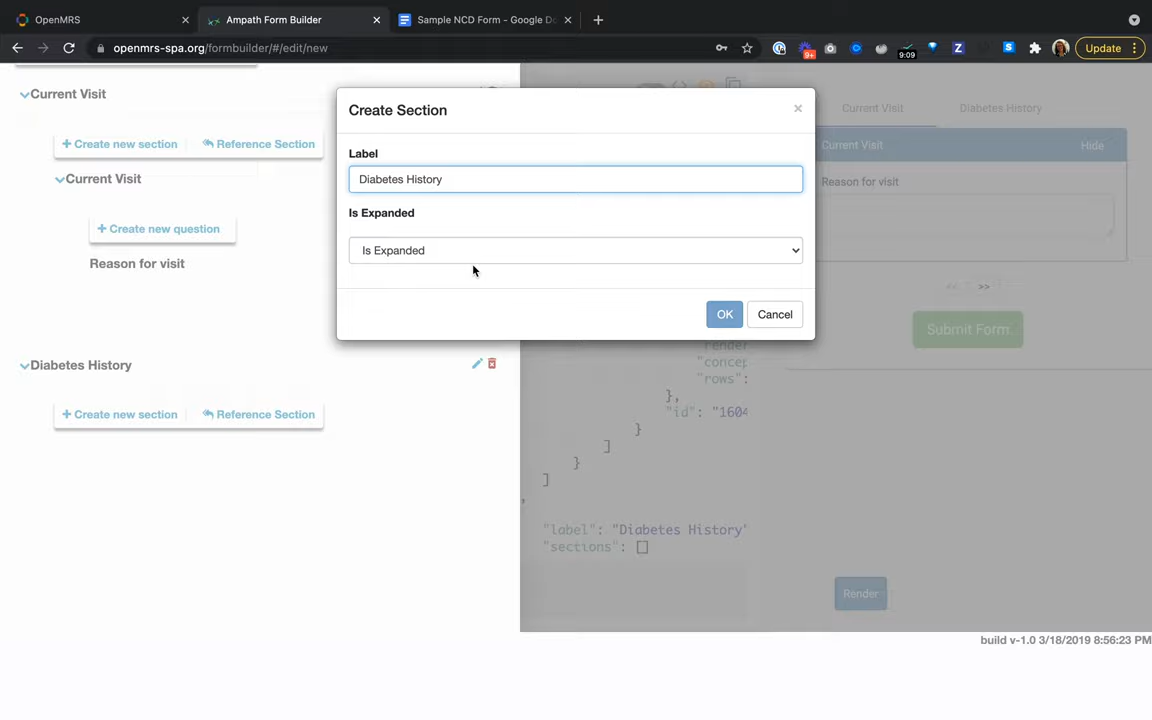 OpenMRS
Ampath Form Builder
Sample NCD Form - Google Do
openmrs-spa.org/formbuilder/#/edit/new
9+
9:09
Z
S
Update
Current Visit
Create new section
Reference Section
Current Visit
Create new question
Reason for visit
Diabetes History
Create new section
Reference Section
Create Section
×
Label
Diabetes History
Is Expanded
Is Expanded
OK
Cancel
Current Visit
Diabetes History
Current Visit
Hide
Reason for visit
<< >>
Submit Form
"concep
"rows":
},
"id": "1604
}
]
}
]
,
"label": "Diabetes History"
"sections": []
Render
build v-1.0 3/18/2019 8:56:23 PM